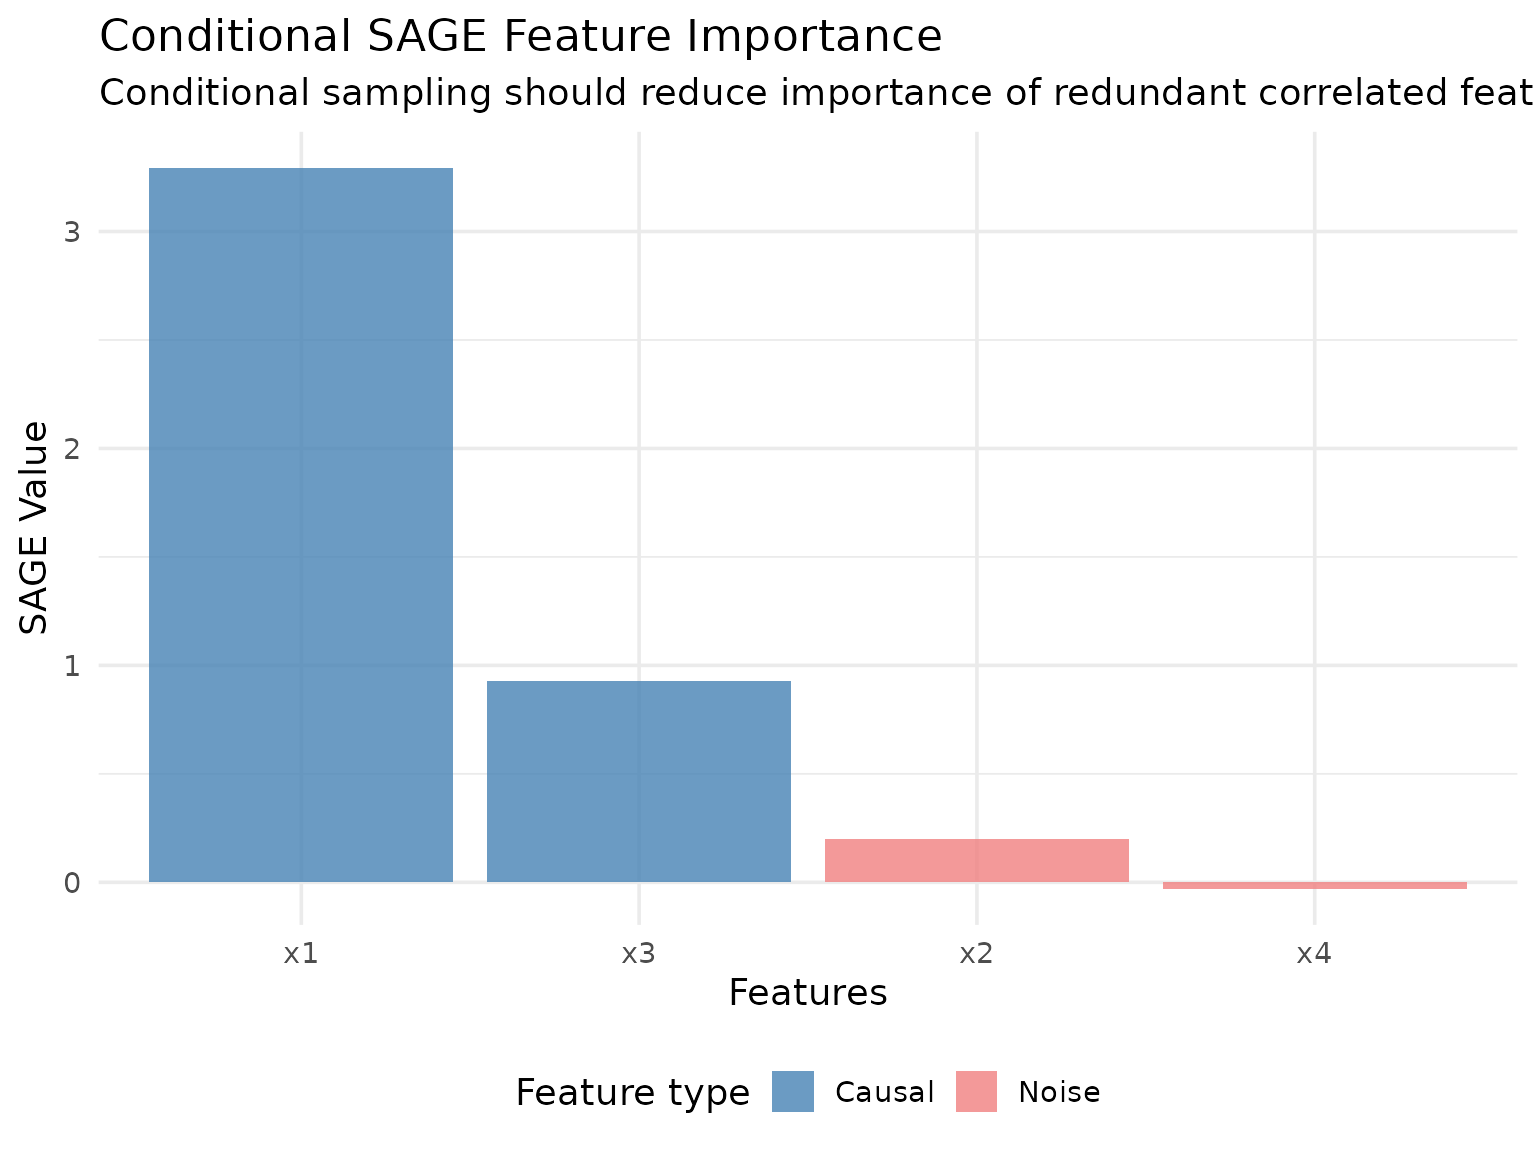 Conditional SAGE Feature Importance
Conditional sampling should reduce importance of redundant correlated feat
3
2
1
0
SAGE Value
x1 x3 x2 x4
Features
Feature type Causal Noise